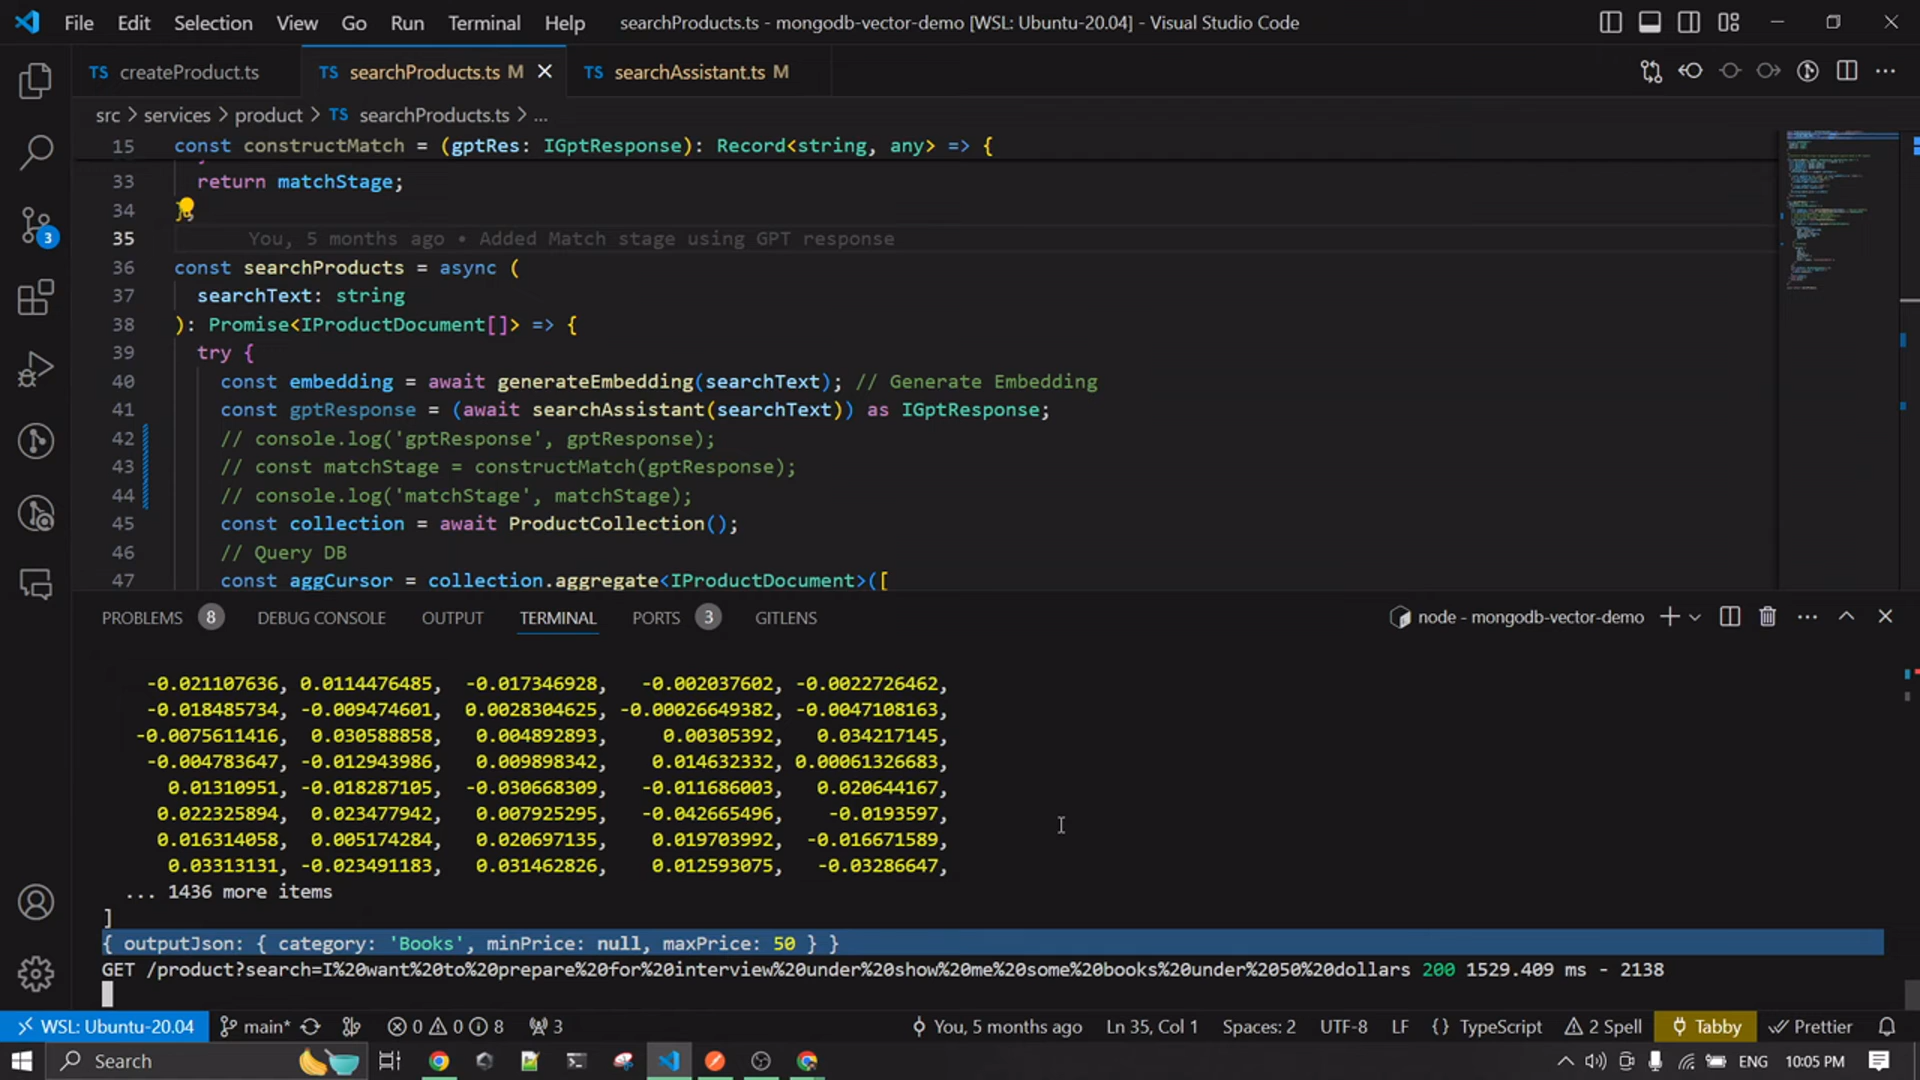 File Edit Selection View Go Run Terminal Help searchProducts.ts - mongodb-vector-demo [WSL: Ubuntu-20.04] - Visual Studio Code
TS createProduct.ts TS searchProducts.ts M TS searchAssistant.ts M
src > services > product > TS searchProducts.ts > ...
15 const constructMatch = (gptRes: IGptResponse): Record<string, any> => {
33 return matchStage;
34 };
35 You, 5 months ago • Added Match stage using GPT response
36 const searchProducts = async (
37 searchText: string
38 ): Promise<IProductDocument[]> => {
39 try {
40 const embedding = await generateEmbedding(searchText); // Generate Embedding
41 const gptResponse = (await searchAssistant(searchText)) as IGptResponse;
42 // console.log('gptResponse', gptResponse);
43 // const matchStage = constructMatch(gptResponse);
44 // console.log('matchStage', matchStage);
45 const collection = await ProductCollection();
46 // Query DB
47 const aggCursor = collection.aggregate<IProductDocument>([
3
PROBLEMS 8 DEBUG CONSOLE OUTPUT TERMINAL PORTS 3 GITLENS node - mongodb-vector-demo
-0.021107636, 0.0114476485, -0.017346928, -0.002037602, -0.0022726462,
-0.018485734, -0.009474601, 0.0028304625, -0.00026649382, -0.0047108163,
-0.0075611416, 0.030588858, 0.004892893, 0.00305392, 0.034217145,
-0.004783647, -0.012943986, 0.009898342, 0.014632332, 0.00061326683,
0.01310951, -0.018287105, -0.030668309, -0.011686003, 0.020644167,
0.022325894, 0.023477942, 0.007925295, -0.042665496, -0.0193597,
0.016314058, 0.005174284, 0.020697135, 0.019703992, -0.016671589,
0.03313131, -0.023491183, 0.031462826, 0.012593075, -0.03286647,
... 1436 more items
]
{ outputJson: { category: 'Books', minPrice: null, maxPrice: 50 } }
GET /product?search=I%20want%20to%20prepare%20for%20interview%20under%20show%20me%20some%20books%20under%2050%20dollars 200 1529.409 ms - 2138
WSL: Ubuntu-20.04 main* 0 0 8 3 You, 5 months ago Ln 35, Col 1 Spaces: 2 UTF-8 LF {} TypeScript 2 Spell Tabby Prettier
Search ENG 10:05 PM